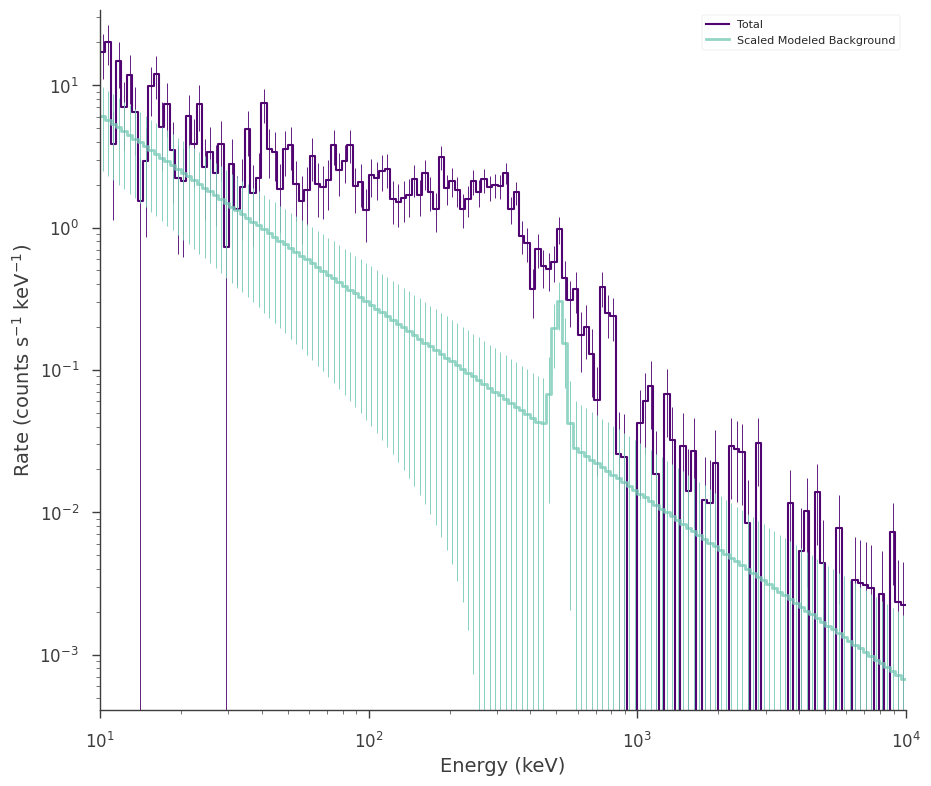 Total
Scaled Modeled Background
Rate (counts s⁻¹ keV⁻¹)
10¹
10⁰
10⁻¹
10⁻²
10⁻³
10¹ 10² 10³ 10⁴
Energy (keV)